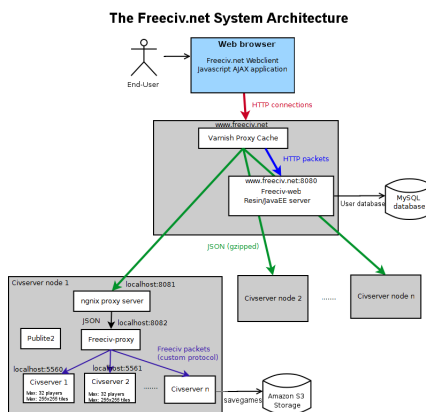 The Freeciv.net System Architecture
Web browser
Freeciv.net Webclient
Javascript AJAX application
End-User
HTTP connections
www.freeciv.net
Varnish Proxy Cache
HTTP packets
www.freeciv.net:8080
Freeciv-web
Resin/JavaEE server
User database
MySQL
database
JSON (gzipped)
Civserver node 1
localhost:8081
ngnix proxy server
JSON
localhost:8082
Publite2
Freeciv-proxy
Civserver node 2
.......
Civserver node n
Freeciv packets
(custom protocol)
localhost:5560
localhost:5561
Civserver 1
Max: 32 players
Max: 255x255 tiles
Civserver 2
Max: 32 players
Max: 255x255 tiles
.......
Civserver n
savegames
Amazon S3
Storage